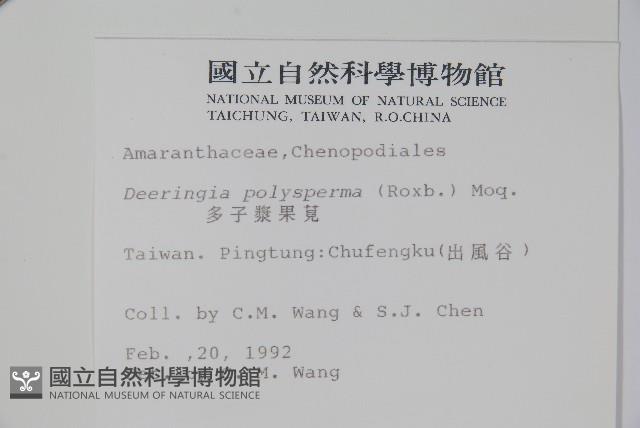 國立自然科學博物館
NATIONAL MUSEUM OF NATURAL SCIENCE
TAICHUNG, TAIWAN, R.O.CHINA
Amaranthaceae,Chenopodiales
Deeringia polysperma (Roxb.) Moq.
多子漿果莧
Taiwan. Pingtung:Chufengku(出風谷)
Coll. by C.M. Wang & S.J. Chen
Feb. ,20, 1992
M. Wang
國立自然科學博物館
NATIONAL MUSEUM OF NATURAL SCIENCE